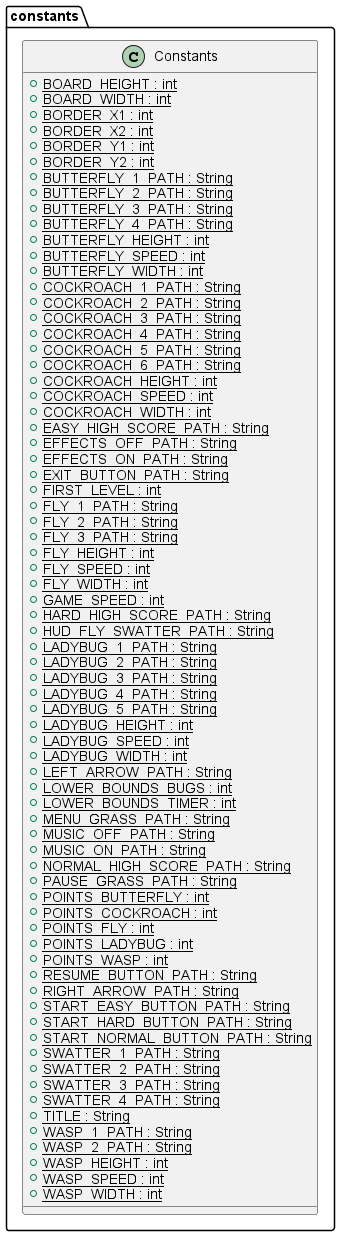 constants
C Constants
BOARD_HEIGHT : int
BOARD_WIDTH : int
BORDER_X1 : int
BORDER_X2 : int
BORDER_Y1 : int
BORDER_Y2 : int
BUTTERFLY_1_PATH : String
BUTTERFLY_2_PATH : String
BUTTERFLY_3_PATH : String
BUTTERFLY_4_PATH : String
BUTTERFLY_HEIGHT : int
BUTTERFLY_SPEED : int
BUTTERFLY_WIDTH : int
COCKROACH_1_PATH : String
COCKROACH_2_PATH : String
COCKROACH_3_PATH : String
COCKROACH_4_PATH : String
COCKROACH_5_PATH : String
COCKROACH_6_PATH : String
COCKROACH_HEIGHT : int
COCKROACH_SPEED : int
COCKROACH_WIDTH : int
EASY_HIGH_SCORE_PATH : String
EFFECTS_OFF_PATH : String
EFFECTS_ON_PATH : String
EXIT_BUTTON_PATH : String
FIRST_LEVEL : int
FLY_1_PATH : String
FLY_2_PATH : String
FLY_3_PATH : String
FLY_HEIGHT : int
FLY_SPEED : int
FLY_WIDTH : int
GAME_SPEED : int
HARD_HIGH_SCORE_PATH : String
HUD_FLY_SWATTER_PATH : String
LADYBUG_1_PATH : String
LADYBUG_2_PATH : String
LADYBUG_3_PATH : String
LADYBUG_4_PATH : String
LADYBUG_5_PATH : String
LADYBUG_HEIGHT : int
LADYBUG_SPEED : int
LADYBUG_WIDTH : int
LEFT_ARROW_PATH : String
LOWER_BOUNDS_BUGS : int
LOWER_BOUNDS_TIMER : int
MENU_GRASS_PATH : String
MUSIC_OFF_PATH : String
MUSIC_ON_PATH : String
NORMAL_HIGH_SCORE_PATH : String
PAUSE_GRASS_PATH : String
POINTS_BUTTERFLY : int
POINTS_COCKROACH : int
POINTS_FLY : int
POINTS_LADYBUG : int
POINTS_WASP : int
RESUME_BUTTON_PATH : String
RIGHT_ARROW_PATH : String
START_EASY_BUTTON_PATH : String
START_HARD_BUTTON_PATH : String
START_NORMAL_BUTTON_PATH : String
SWATTER_1_PATH : String
SWATTER_2_PATH : String
SWATTER_3_PATH : String
SWATTER_4_PATH : String
TITLE : String
WASP_1_PATH : String
WASP_2_PATH : String
WASP_HEIGHT : int
WASP_SPEED : int
WASP_WIDTH : int